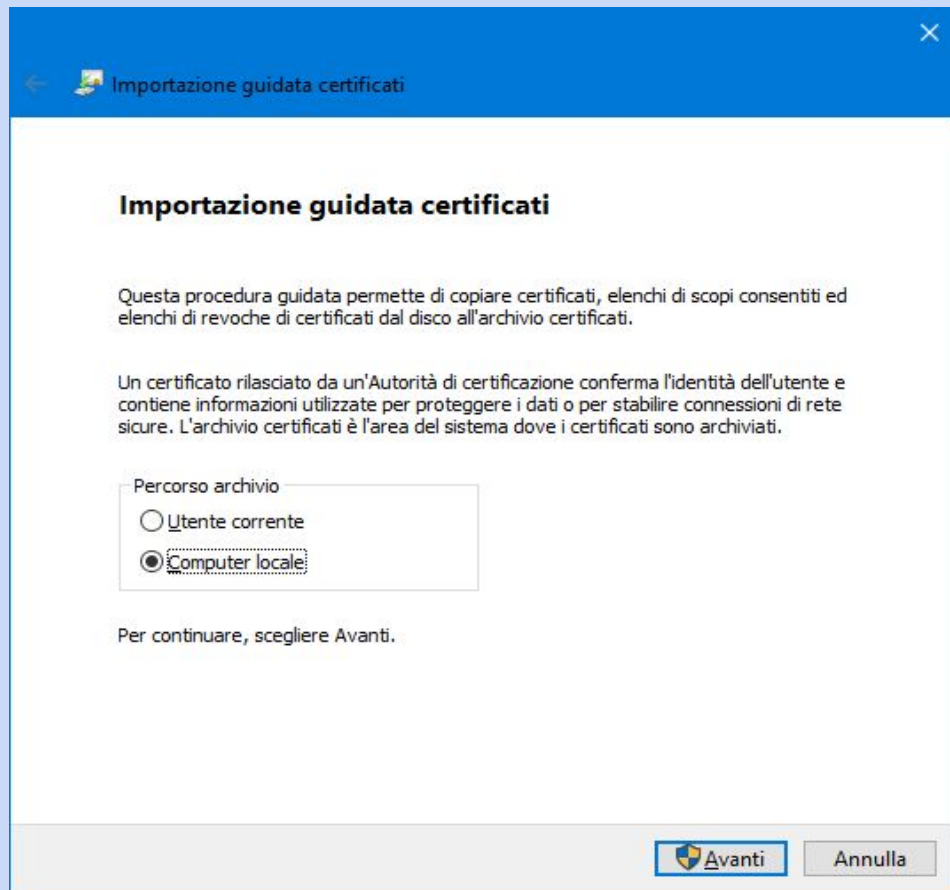 Importazione guidata certificati
Importazione guidata certificati
Questa procedura guidata permette di copiare certificati, elenchi di scopi consentiti ed
elenchi di revoche di certificati dal disco all'archivio certificati.
Un certificato rilasciato da un'Autorità di certificazione conferma l'identità dell'utente e
contiene informazioni utilizzate per proteggere i dati o per stabilire connessioni di rete
sicure. L'archivio certificati è l'area del sistema dove i certificati sono archiviati.
Percorso archivio
Utente corrente
Computer locale
Per continuare, scegliere Avanti.
Avanti Annulla